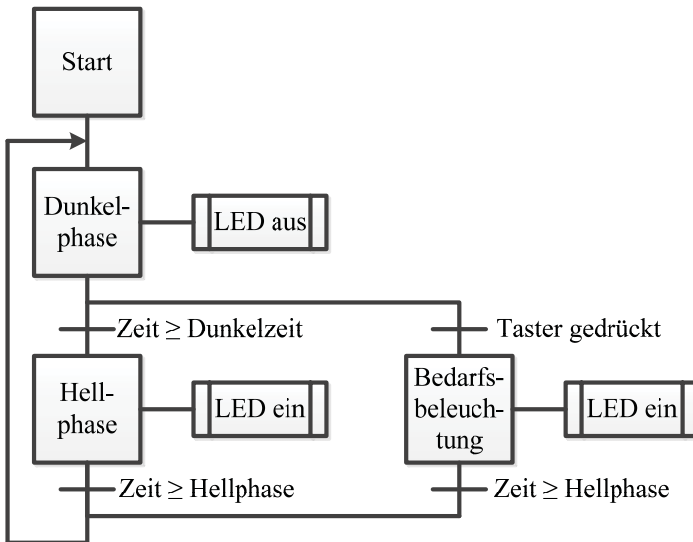 Start
Dunkel-
phase
LED aus
Zeit ≥ Dunkelzeit
Taster gedrückt
Hell-
phase
LED ein
Bedarfs-
beleuch-
tung
LED ein
Zeit ≥ Hellphase
Zeit ≥ Hellphase